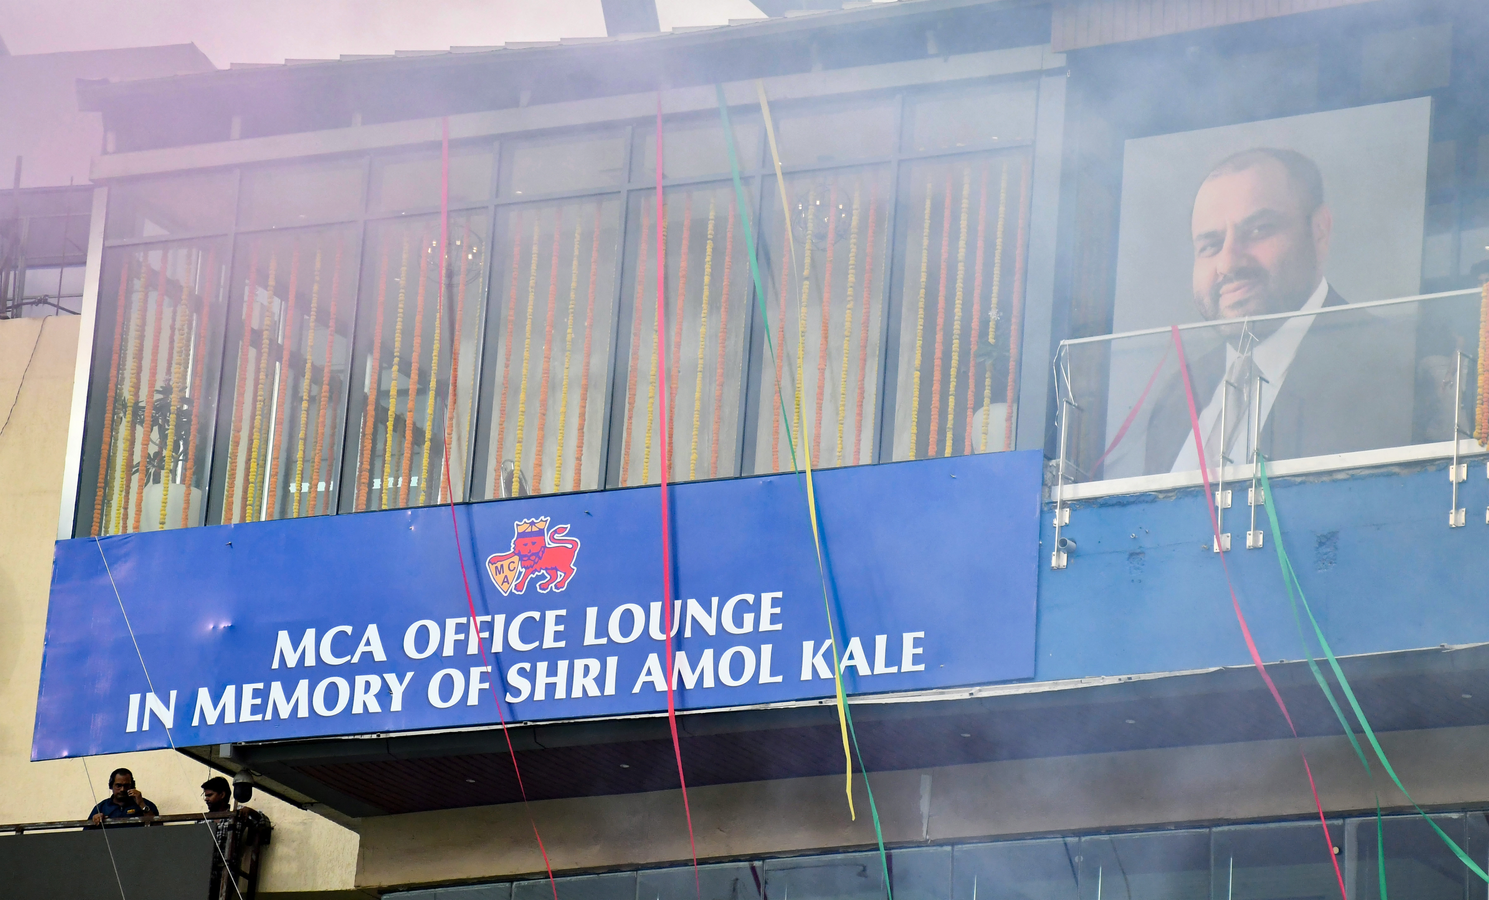 MCA
MCA OFFICE LOUNGE
IN MEMORY OF SHRI AMOL KALE